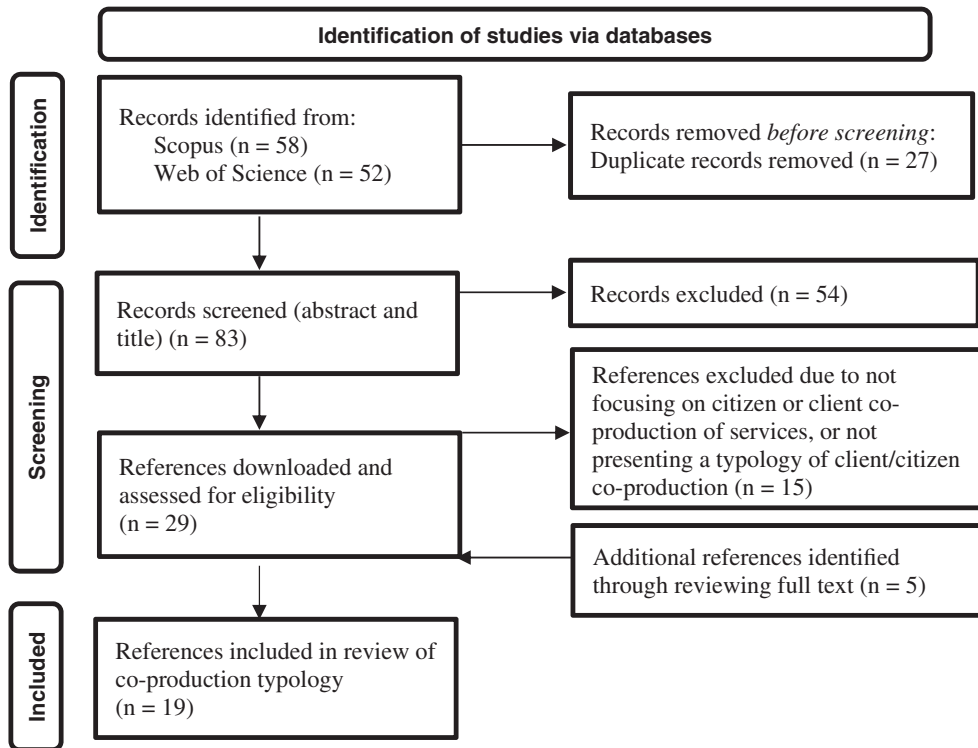 Identification of studies via databases
Identification
Records identified from:
Scopus (n = 58)
Web of Science (n = 52)
Records removed before screening:
Duplicate records removed (n = 27)
Screening
Records screened (abstract and
title) (n = 83)
Records excluded (n = 54)
References downloaded and
assessed for eligibility
(n = 29)
References excluded due to not
focusing on citizen or client co-
production of services, or not
presenting a typology of client/citizen
co-production (n = 15)
Additional references identified
through reviewing full text (n = 5)
Included
References included in review of
co-production typology
(n = 19)